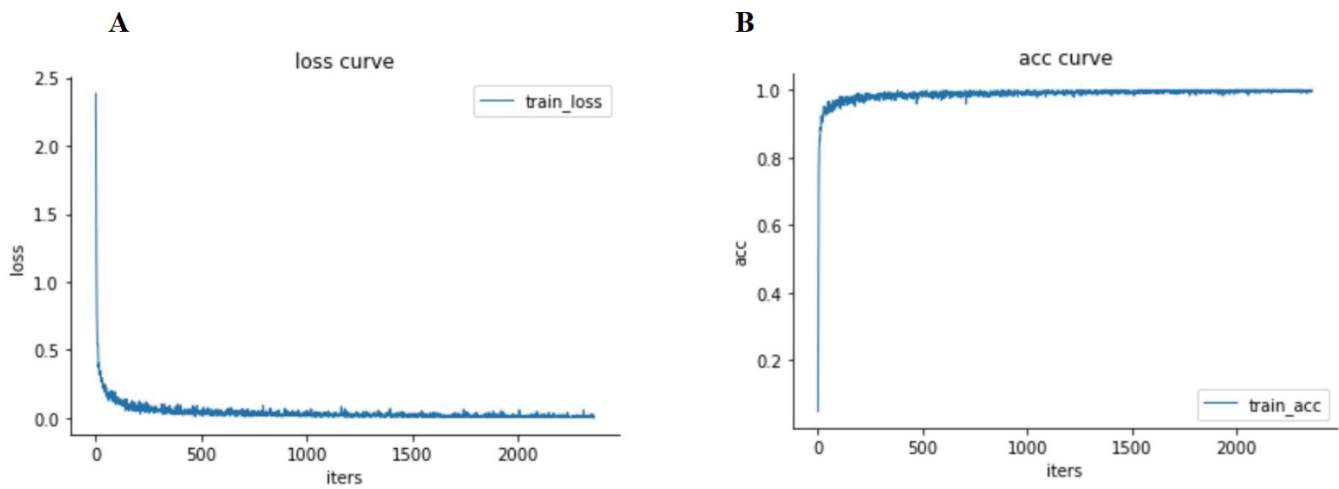 A
loss curve
2.5
2.0
1.5
1.0
0.5
0.0
loss
train_loss
0 500 1000 1500 2000
iters
B
acc curve
1.0
0.8
0.6
0.4
0.2
acc
train_acc
0 500 1000 1500 2000
iters